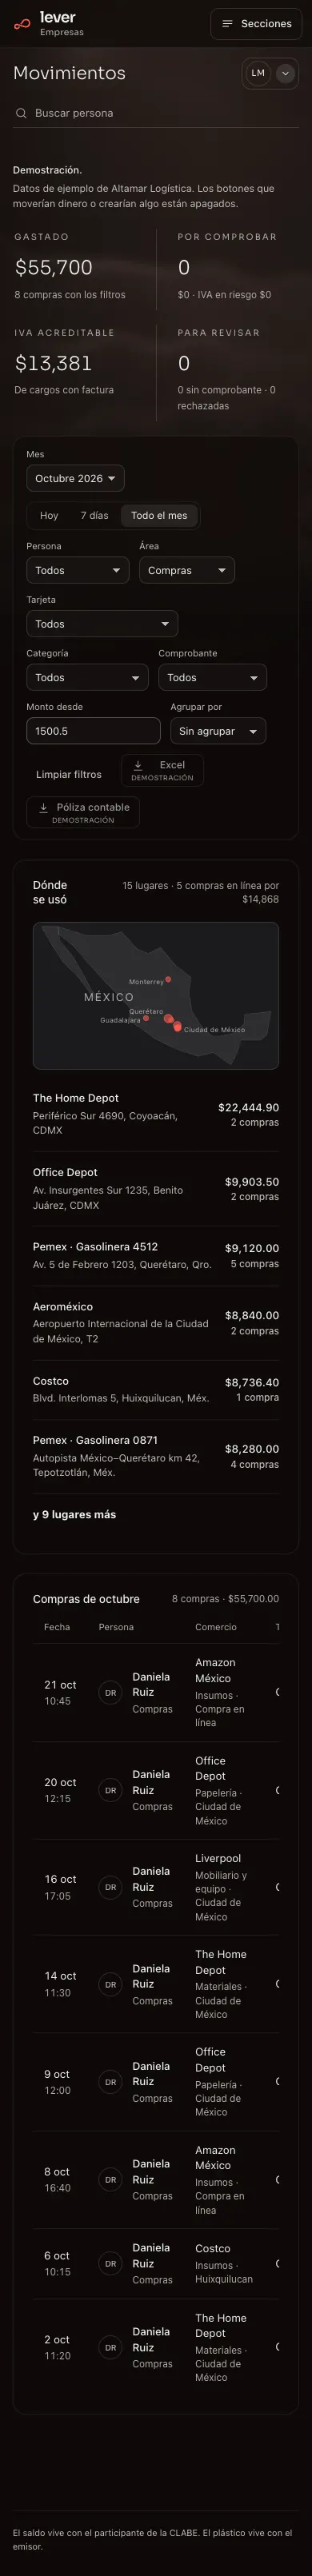 lever
Empresas
Secciones
Movimientos
LM
Buscar persona
Demostración.
Datos de ejemplo de Altamar Logística. Los botones que
moverían dinero o crearían algo están apagados.
GASTADO
$55,700
8 compras con los filtros
POR COMPROBAR
0
$0 · IVA en riesgo $0
IVA ACREDITABLE
$13,381
De cargos con factura
PARA REVISAR
0
0 sin comprobante · 0
rechazadas
Mes
Octubre 2026
Hoy
7 días
Todo el mes
Persona
Todos
Área
Compras
Tarjeta
Todos
Categoría
Todos
Comprobante
Todos
Monto desde
1500.5
Agrupar por
Sin agrupar
Limpiar filtros
Excel
DEMOSTRACIÓN
Póliza contable
DEMOSTRACIÓN
Dónde
se usó
15 lugares · 5 compras en línea por
$14,868
Monterrey
MÉXICO
Querétaro
Guadalajara
Ciudad de México
The Home Depot
Periférico Sur 4690, Coyoacán,
CDMX
$22,444.90
2 compras
Office Depot
Av. Insurgentes Sur 1235, Benito
Juárez, CDMX
$9,903.50
2 compras
Pemex · Gasolinera 4512
Av. 5 de Febrero 1203, Querétaro, Qro.
$9,120.00
5 compras
Aeroméxico
Aeropuerto Internacional de la Ciudad
de México, T2
$8,840.00
2 compras
Costco
Blvd. Interlomas 5, Huixquilucan, Méx.
$8,736.40
1 compra
Pemex · Gasolinera 0871
Autopista México–Querétaro km 42,
Tepotzotlán, Méx.
$8,280.00
4 compras
y 9 lugares más
Compras de octubre
8 compras · $55,700.00
Fecha
Persona
Comercio
21 oct
10:45
DR
Daniela
Ruiz
Compras
Amazon
México
Insumos ·
Compra en
línea
20 oct
12:15
DR
Daniela
Ruiz
Compras
Office
Depot
Papelería ·
Ciudad de
México
16 oct
17:05
DR
Daniela
Ruiz
Compras
Liverpool
Mobiliario y
equipo ·
Ciudad de
México
14 oct
11:30
DR
Daniela
Ruiz
Compras
The Home
Depot
Materiales ·
Ciudad de
México
9 oct
12:00
DR
Daniela
Ruiz
Compras
Office
Depot
Papelería ·
Ciudad de
México
8 oct
16:40
DR
Daniela
Ruiz
Compras
Amazon
México
Insumos ·
Compra en
línea
6 oct
10:15
DR
Daniela
Ruiz
Compras
Costco
Insumos ·
Huixquilucan
2 oct
11:20
DR
Daniela
Ruiz
Compras
The Home
Depot
Materiales ·
Ciudad de
México
El saldo vive con el participante de la CLABE. El plástico vive con el
emisor.